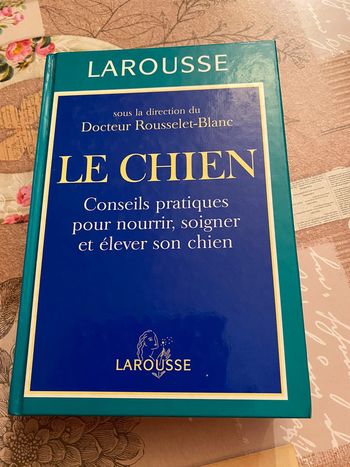 LAROUSSE
sous la direction du
Docteur Rousselet-Blanc
LE CHIEN
Conseils pratiques
pour nourrir, soigner
et élever son chien
LAROUSSE